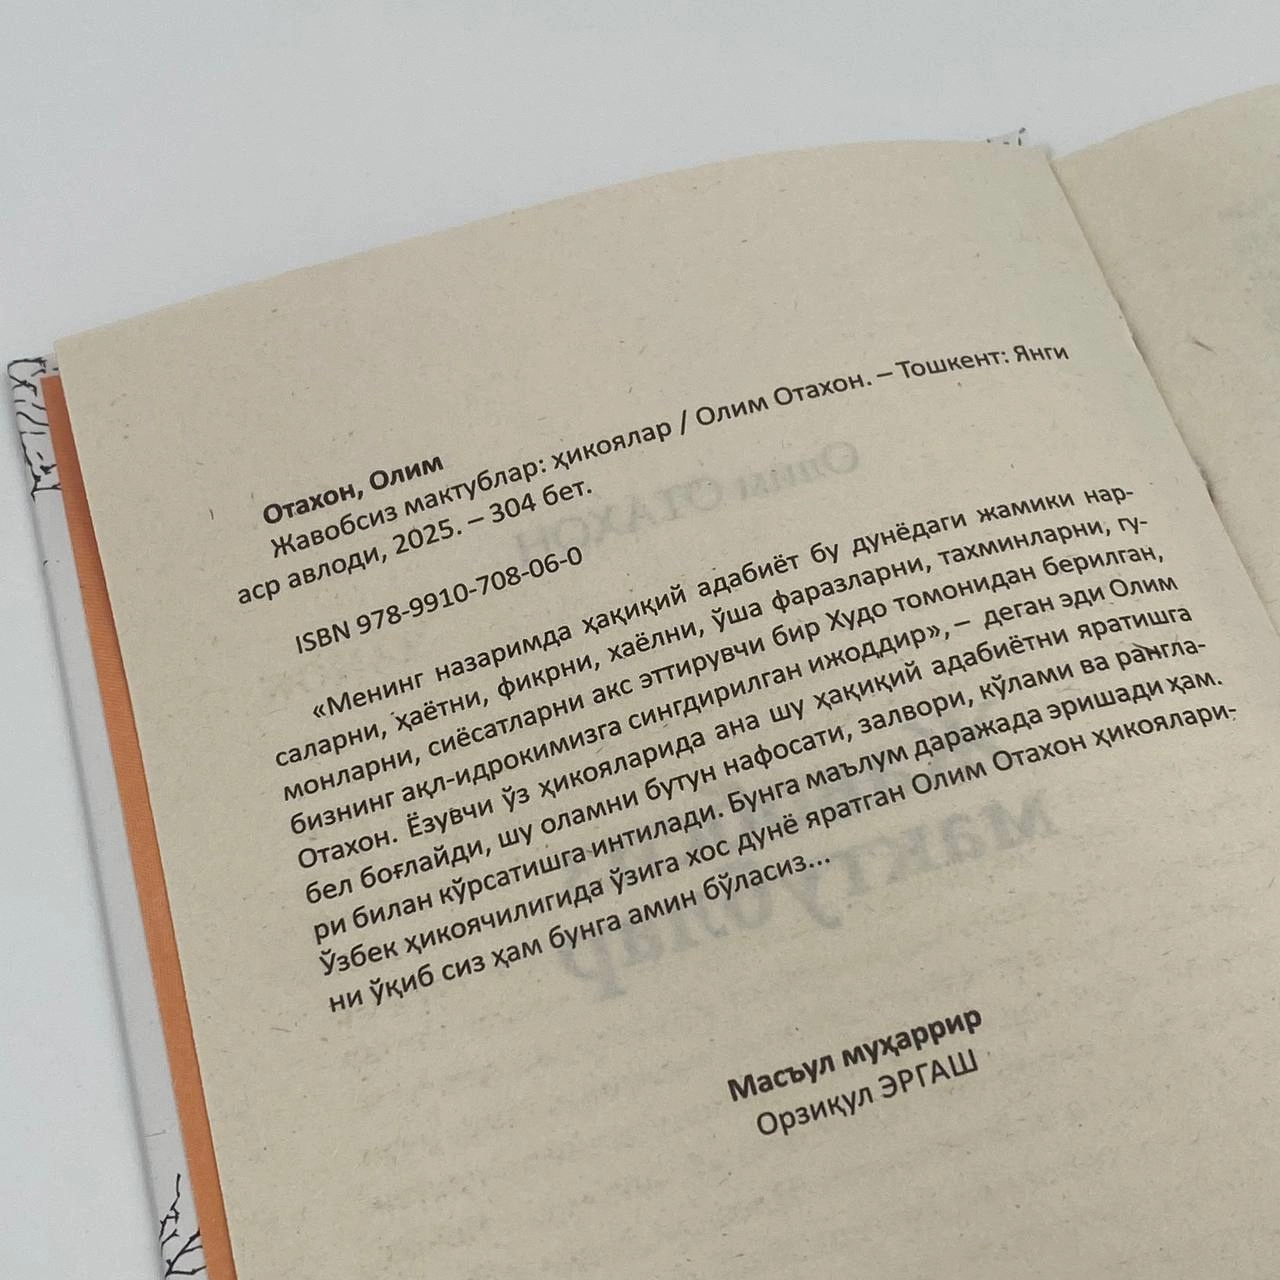 Отахон, Олим
Жавобсиз мактублар: ҳикоялар / Олим Отахон. – Тошкент: Янги
аср авлоди, 2025. – 304 бет.
ISBN 978-9910-708-06-0
«Менинг назаримда ҳақиқий адабиёт бу дунёдаги жамики нар-
саларни, ҳаётни, фикрни, хаёлни, ўша фаразларни, тахминларни, гу-
монларни, сиёсатларни акс эттирувчи бир Худо томонидан берилган,
бизнинг ақл-идрокимизга сингдирилган ижоддир», – деган эди Олим
Отахон. Ёзувчи ўз ҳикояларида ана шу ҳақиқий адабиётни яратишга
бел боғлайди, шу оламни бутун нафосати, залвори, кўлами ва рангла-
ри билан кўрсатишга интилади. Бунга маълум даражада эришади ҳам.
Ўзбек ҳикоячилигида ўзига хос дунё яратган Олим Отахон ҳикоялари-
ни ўқиб сиз ҳам бунга амин бўласиз...
Масъул муҳаррир
Орзиқул ЭРГАШ